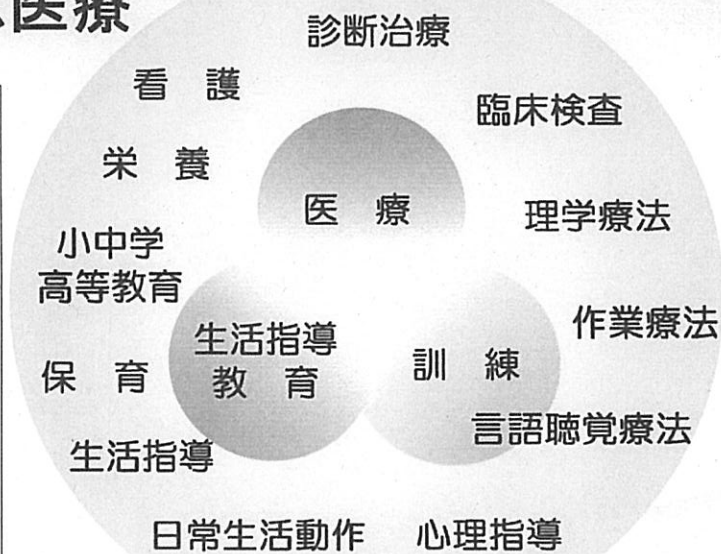 医療
診断治療
看 護
臨床検査
栄 養
医 療
理学療法
小中学
高等教育
作業療法
生活指導
教 育
訓 練
保 育
言語聴覚療法
生活指導
日常生活動作 心理指導